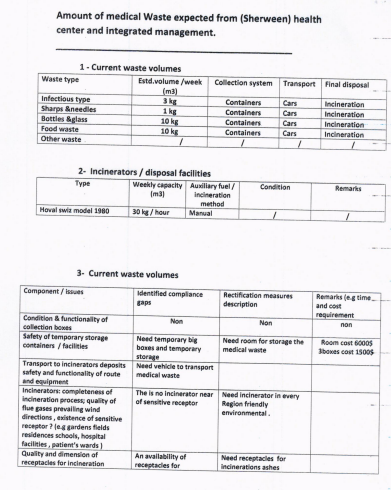 Amount of medical Waste expected from (Sherween) health
center and integrated management.
1 - Current waste volumes
Waste type Estd.volume /week (m3) Collection system Transport Final disposal
Infectious type 3 kg Containers Cars Incineration
Sharps &needles 1 kg Containers Cars Incineration
Bottles &glass 10 kg Containers Cars Incineration
Food waste 10 kg Containers Cars Incineration
Other waste / / / /
2- Incinerators / disposal facilities
Type Weekly capacity (m3) Auxiliary fuel / incineration method Condition Remarks
Hoval swiz model 1980 30 kg / hour Manual / /
3- Current waste volumes
Component / issues Identified compliance gaps Rectification measures description Remarks (e.g time and cost requirement
Condition & functionality of collection boxes Non Non non
Safety of temporary storage containers / facilities Need temporary big boxes and temporary storage Need room for storage the medical waste Room cost 6000$ 3boxes cost 1500$
Transport to incinerators deposits safety and functionality of route and equipment Need vehicle to transport medical waste
Incinerators: completeness of incineration process; quality of flue gases prevailing wind directions , existence of sensitive receptor ? (e.g gardens fields residences schools, hospital facilities , patient's wards ) The is no incinerator near of sensitive receptor Need incinerator in every Region friendly environmental .
Quality and dimension of receptacles for incineration An availability of receptacles for Need receptacles for incinerations ashes